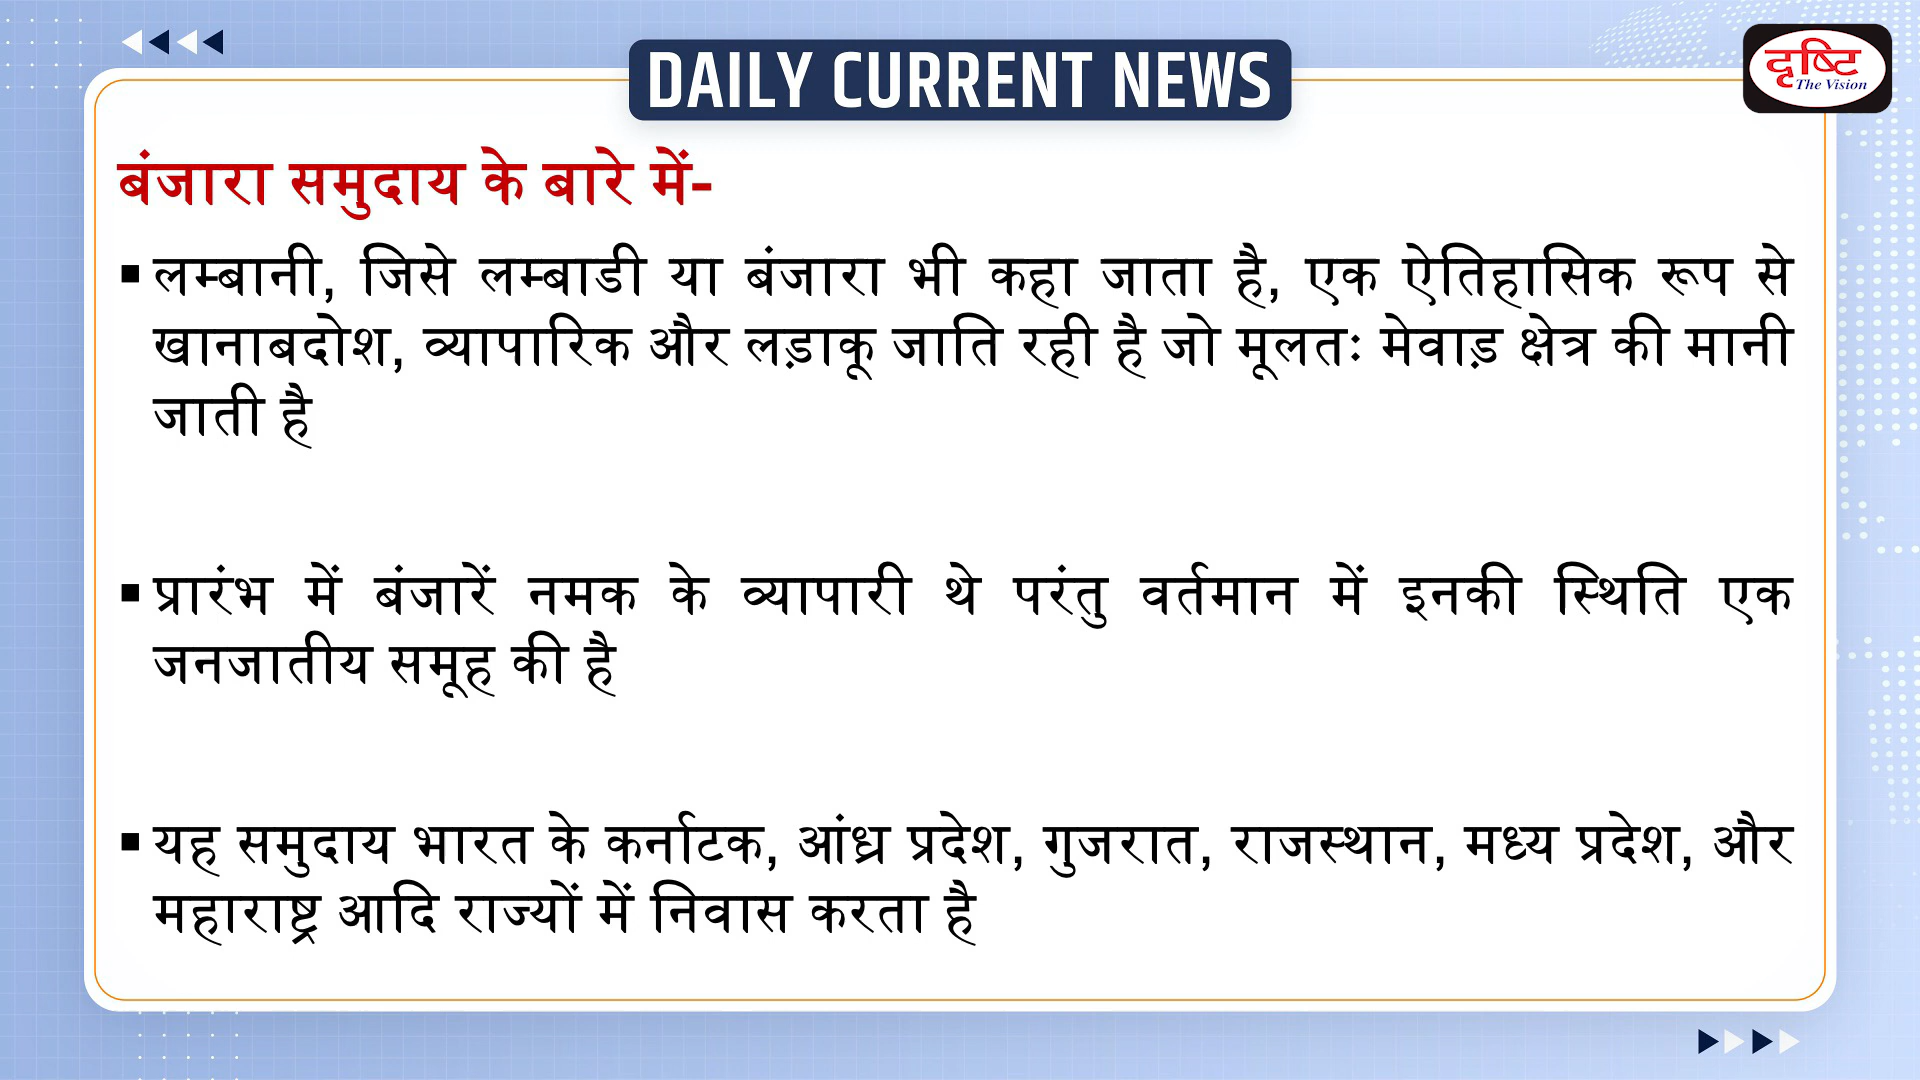 DAILY CURRENT NEWS
दृष्टि
The Vision
बंजारा समुदाय के बारे में-
▪ लम्बानी, जिसे लम्बाडी या बंजारा भी कहा जाता है, एक ऐतिहासिक रूप से
खानाबदोश, व्यापारिक और लड़ाकू जाति रही है जो मूलतः मेवाड़ क्षेत्र की मानी
जाती है
▪ प्रारंभ में बंजारें नमक के व्यापारी थे परंतु वर्तमान में इनकी स्थिति एक
जनजातीय समूह की है
▪ यह समुदाय भारत के कर्नाटक, आंध्र प्रदेश, गुजरात, राजस्थान, मध्य प्रदेश, और
महाराष्ट्र आदि राज्यों में निवास करता है